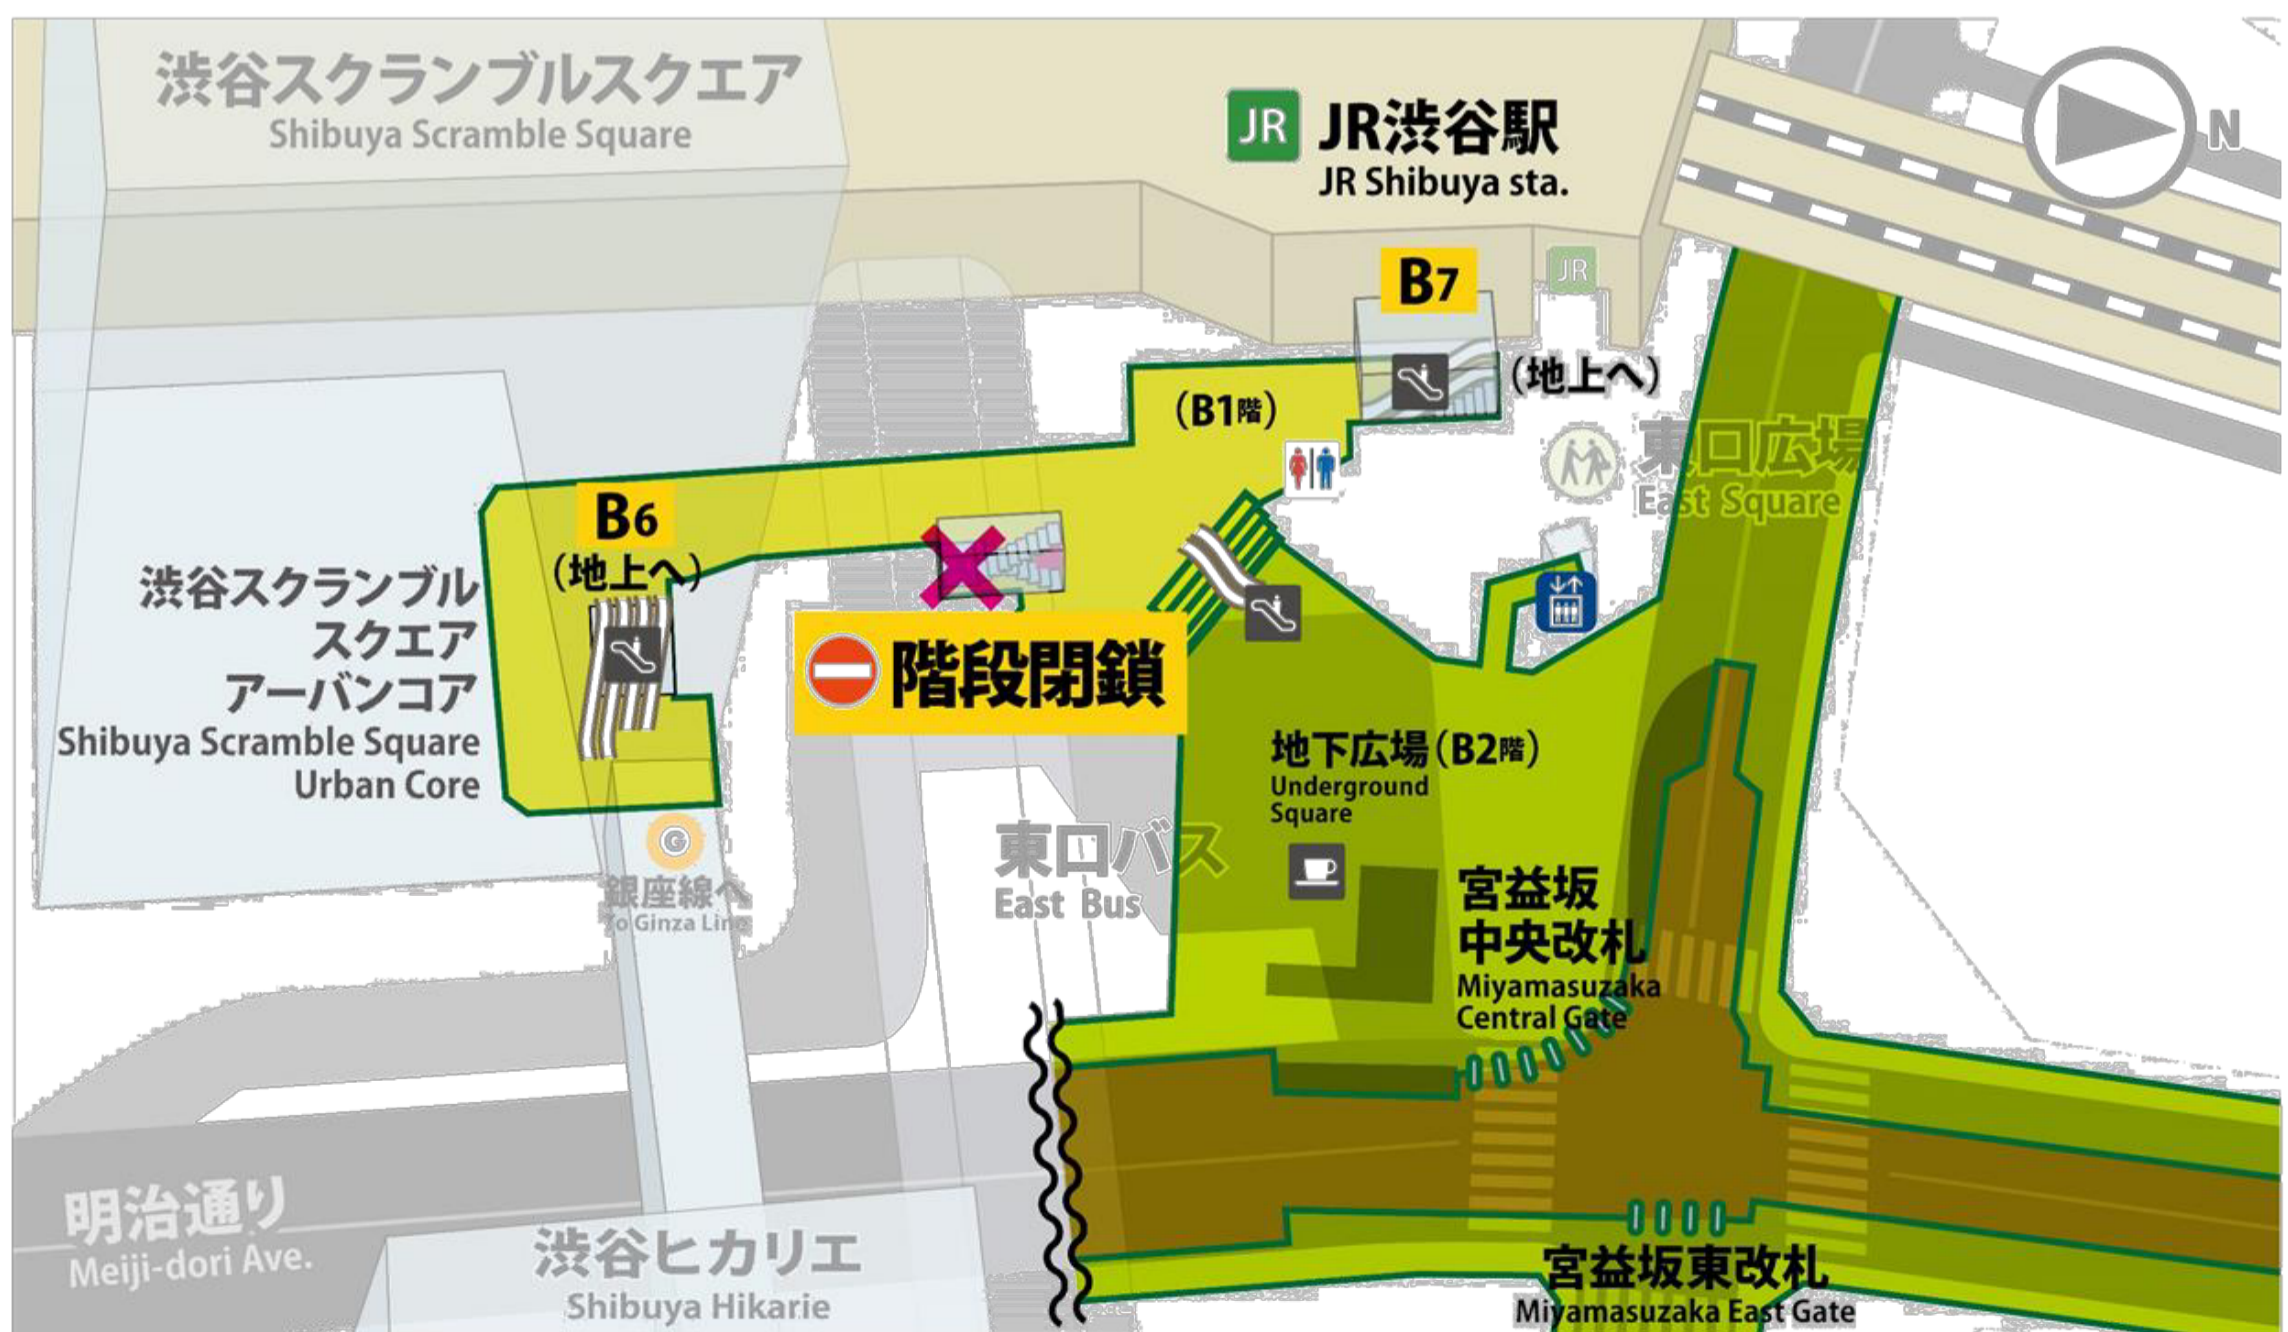 渋谷スクランブルスクエア
Shibuya Scramble Square
JR
JR渋谷駅
JR Shibuya sta.
N
B7
JR
(地上へ)
(B1階)
東口広場
East Square
B6
(地上へ)
渋谷スクランブル
スクエア
アーバンコア
Shibuya Scramble Square
Urban Core
階段閉鎖
地下広場(B2階)
Underground
Square
G
銀座線へ
To Ginza Line
東口バス
East Bus
宮益坂
中央改札
Miyamasuzaka
Central Gate
明治通り
Meiji-dori Ave.
渋谷ヒカリエ
Shibuya Hikarie
宮益坂東改札
Miyamasuzaka East Gate